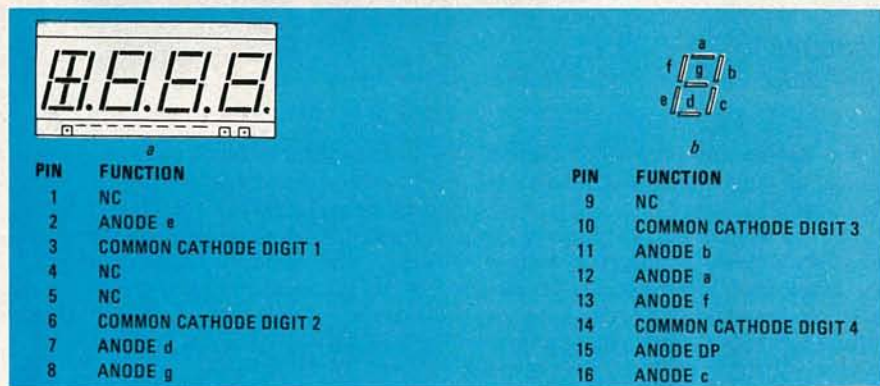 a
f
g
b
e
d
c
a
b
PIN FUNCTION
1 NC
2 ANODE e
3 COMMON CATHODE DIGIT 1
4 NC
5 NC
6 COMMON CATHODE DIGIT 2
7 ANODE d
8 ANODE g
PIN FUNCTION
9 NC
10 COMMON CATHODE DIGIT 3
11 ANODE b
12 ANODE a
13 ANODE f
14 COMMON CATHODE DIGIT 4
15 ANODE DP
16 ANODE c